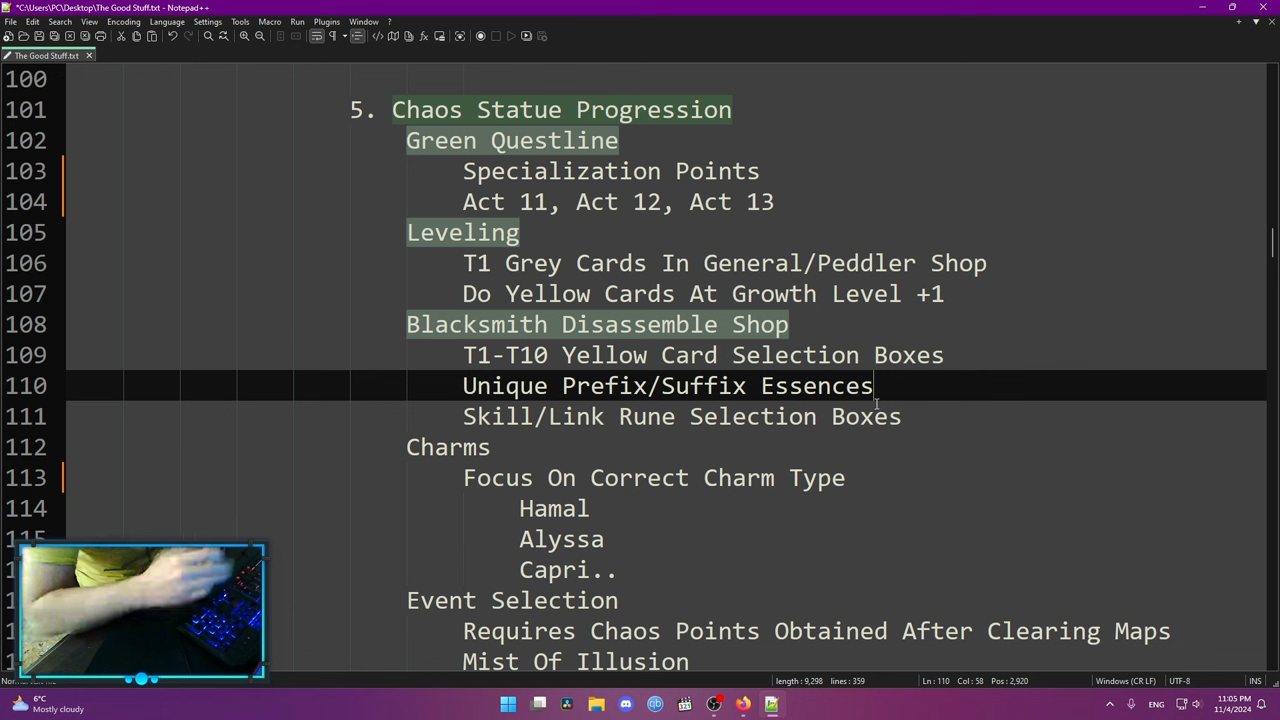 *C:\Users\PC\Desktop\The Good Stuff.txt - Notepad++
File Edit Search View Encoding Language Settings Tools Macro Run Plugins Window ?
The Good Stuff.txt
100
101 5. Chaos Statue Progression
102 Green Questline
103 Specialization Points
104 Act 11, Act 12, Act 13
105 Leveling
106 T1 Grey Cards In General/Peddler Shop
107 Do Yellow Cards At Growth Level +1
108 Blacksmith Disassemble Shop
109 T1-T10 Yellow Card Selection Boxes
110 Unique Prefix/Suffix Essences
111 Skill/Link Rune Selection Boxes
112 Charms
113 Focus On Correct Charm Type
114 Hamal
115 Alyssa
Capri..
Event Selection
Requires Chaos Points Obtained After Clearing Maps
Mist Of Illusion
length : 9,298 lines : 359 Ln : 110 Col : 58 Pos : 2,920 Windows (CR LF) UTF-8 INS
6°C
Mostly cloudy
ENG
11:05 PM
11/4/2024